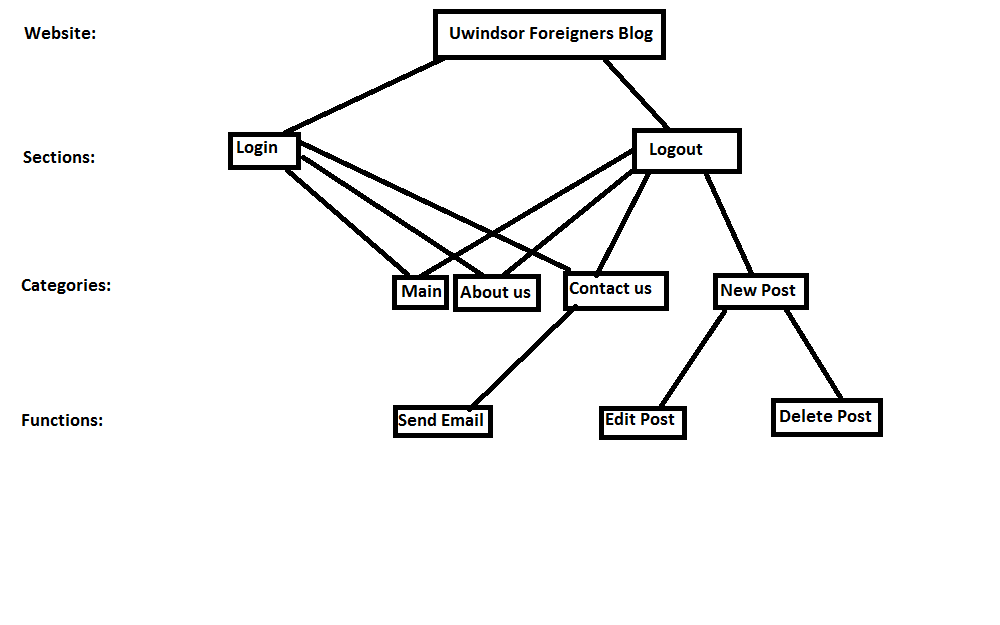 Website:
Uwindsor Foreigners Blog
Sections:
Login
Logout
Categories:
Main
About us
Contact us
New Post
Functions:
Send Email
Edit Post
Delete Post